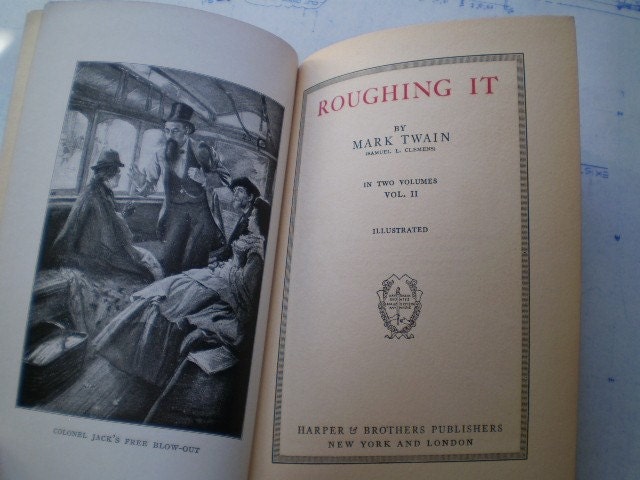 COLONEL JACK'S FREE BLOW-OUT
ROUGHING IT
BY
MARK TWAIN
(SAMUEL L. CLEMENS)
IN TWO VOLUMES
VOL. II
ILLUSTRATED
HARPER & BROTHERS PUBLISHERS
NEW YORK AND LONDON